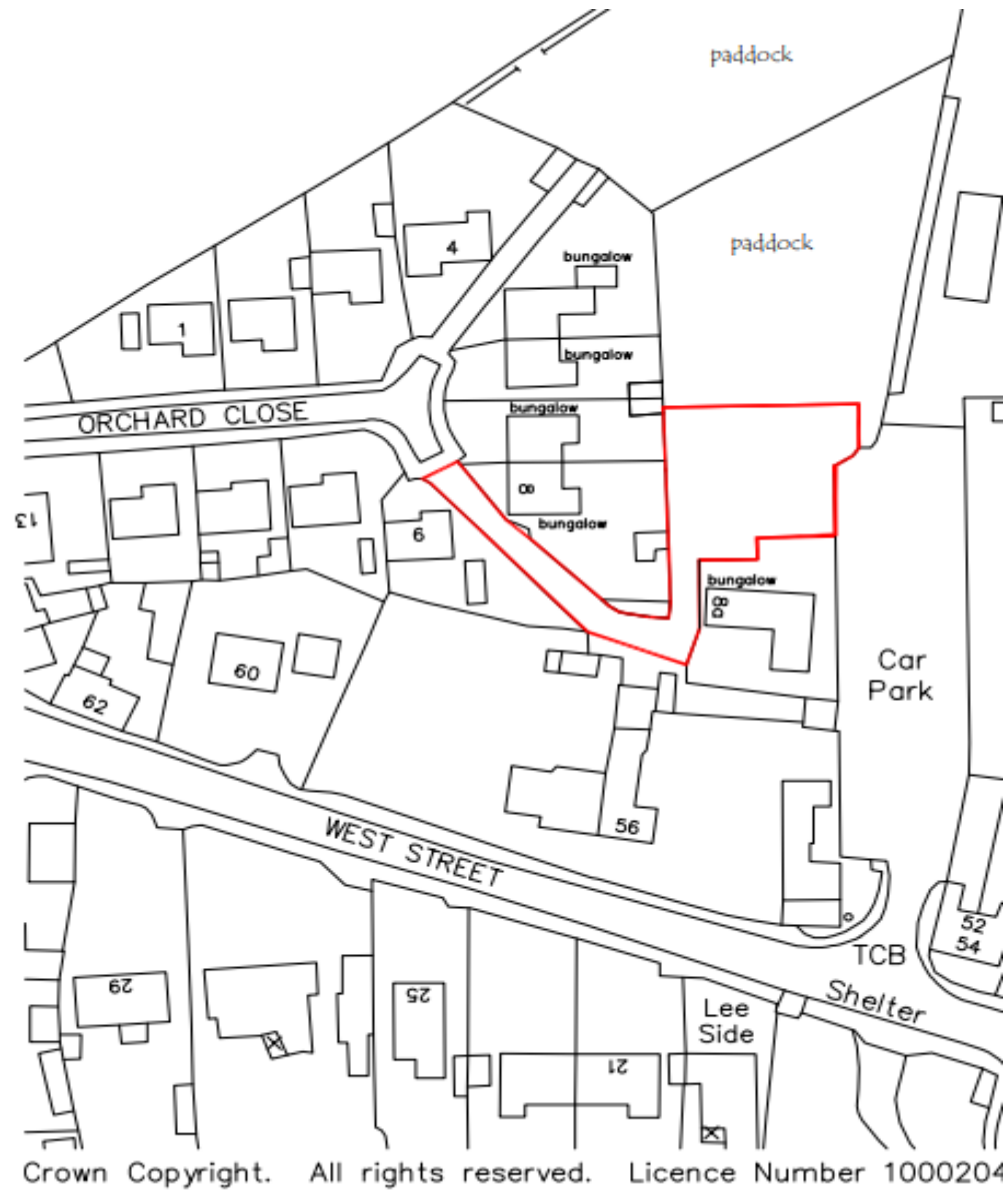 paddock
paddock
bungalow
4
1
bungalow
ORCHARD CLOSE
bungalow
8
13
bungalow
6
bungalow
8a
60
Car
Park
62
WEST STREET
56
52
54
TCB
Shelter
29
25
Lee
Side
21
Crown Copyright. All rights reserved. Licence Number 1000204